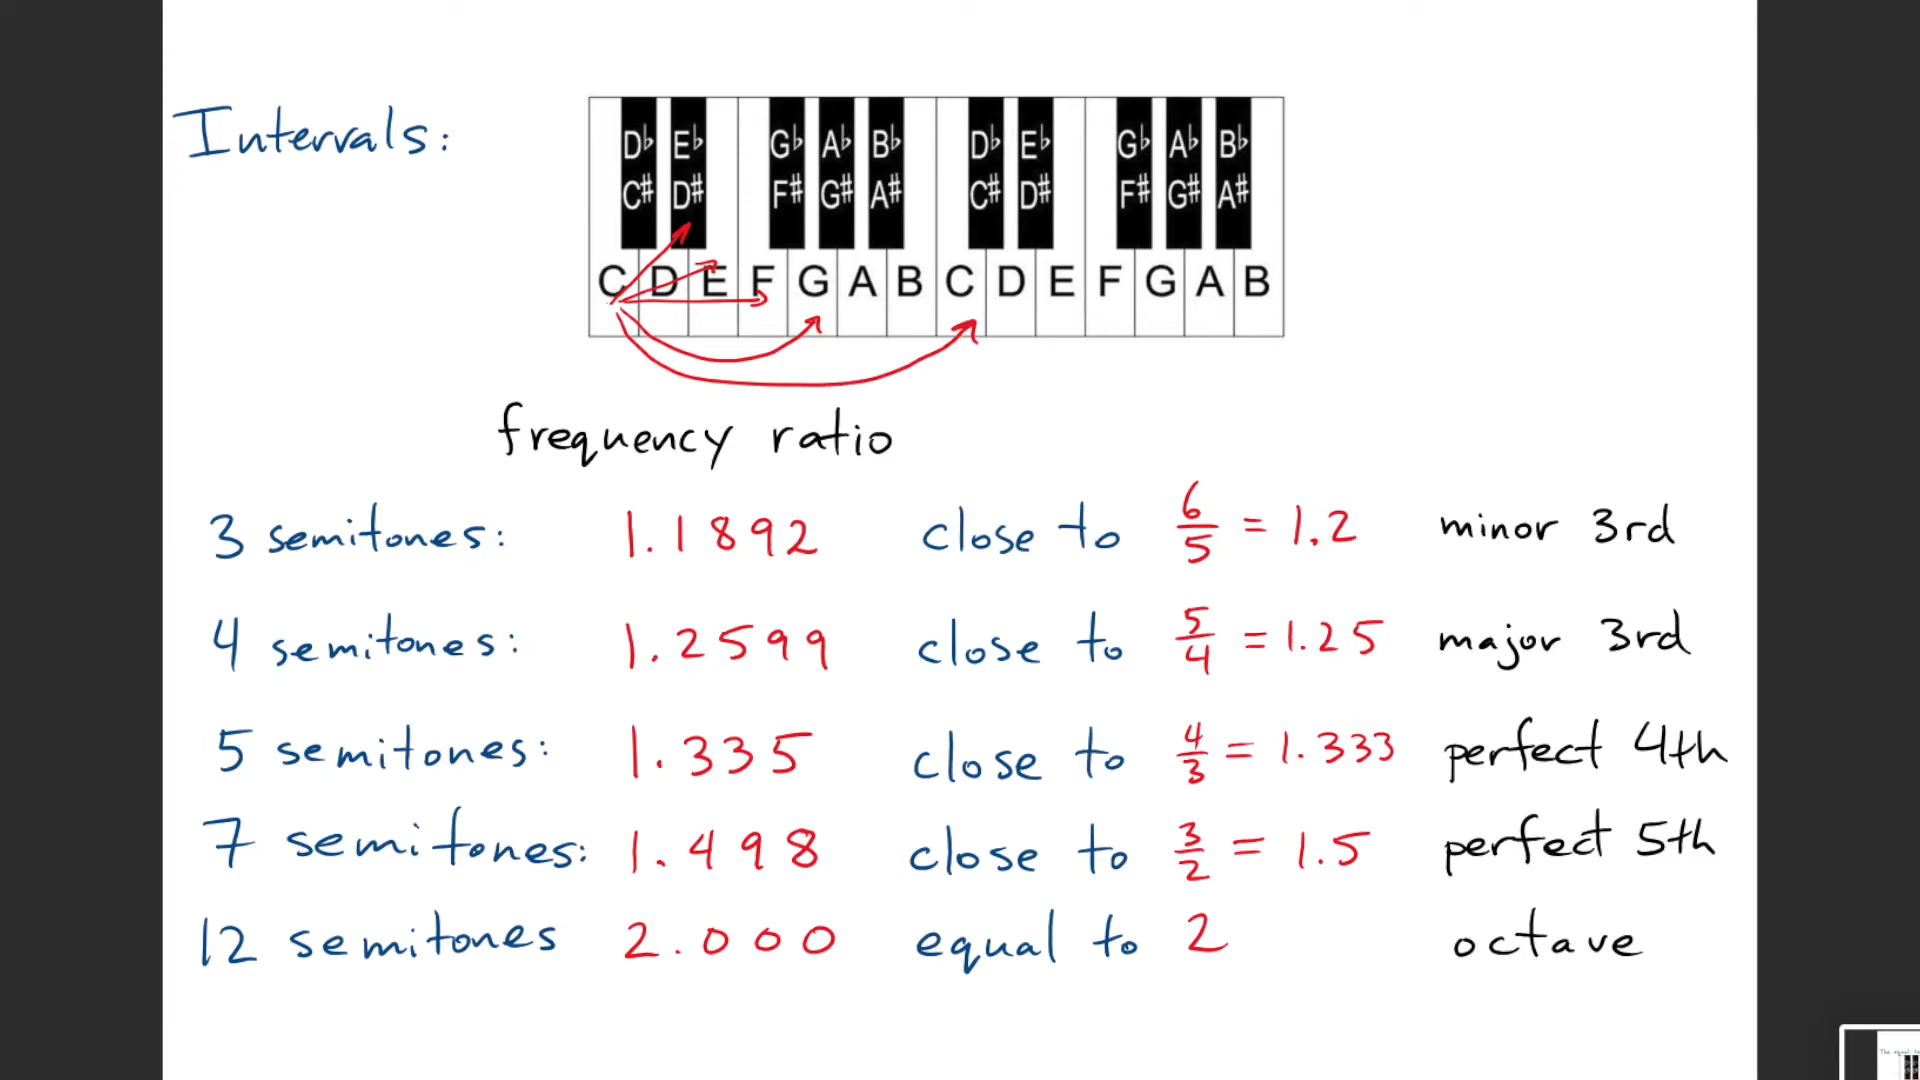 Intervals:
D♭ E♭ G♭ A♭ B♭ D♭ E♭ G♭ A♭ B♭
C# D# F# G# A# C# D# F# G# A#
C D E F G A B C D E F G A B
frequency ratio
3 semitones: 1.1892 close to 6/5 = 1.2 minor 3rd
4 semitones: 1.2599 close to 5/4 = 1.25 major 3rd
5 semitones: 1.335 close to 4/3 = 1.333 perfect 4th
7 semitones: 1.498 close to 3/2 = 1.5 perfect 5th
12 semitones 2.000 equal to 2 octave